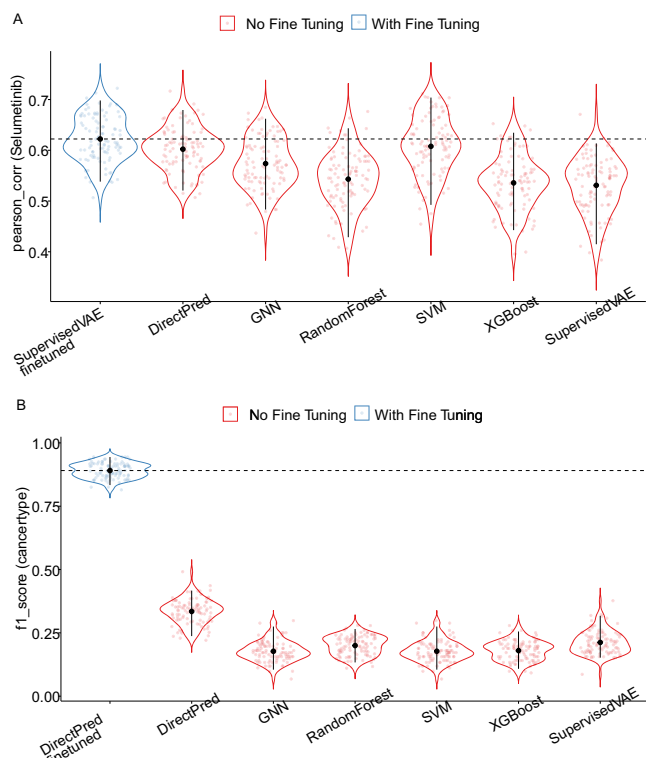 A
No Fine Tuning
With Fine Tuning
pearson_corr (Selumetinib)
0.7
0.6
0.5
0.4
SupervisedVAE
finetuned
DirectPred
GNN
RandomForest
SVM
XGBoost
SupervisedVAE
B
No Fine Tuning
With Fine Tuning
f1_score (cancertype)
1.00
0.75
0.50
0.25
0.00
DirectPred
finetuned
DirectPred
GNN
RandomForest
SVM
XGBoost
SupervisedVAE